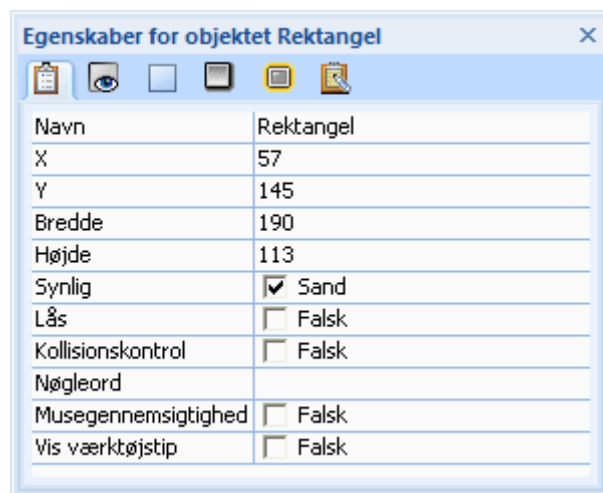 Egenskaber for objektet Rektangel
Navn Rektangel
X 57
Y 145
Bredde 190
Højde 113
Synlig Sand
Lås Falsk
Kollisionskontrol Falsk
Nøgleord
Musegennemsigtighed Falsk
Vis værktøjstip Falsk